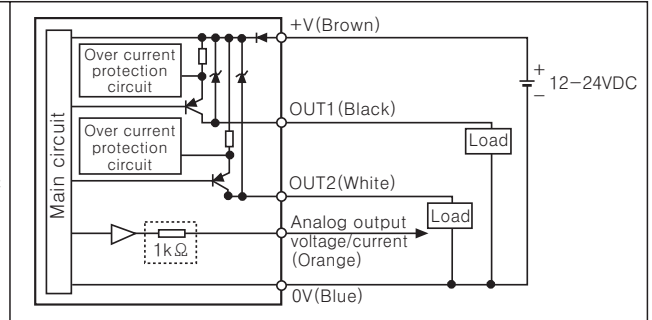 +V(Brown)
Over current
protection
circuit
+
12−24VDC
−
OUT1(Black)
Load
Over current
protection
circuit
Main circuit
OUT2(White)
Load
Analog output
voltage/current
(Orange)
1kΩ
0V(Blue)